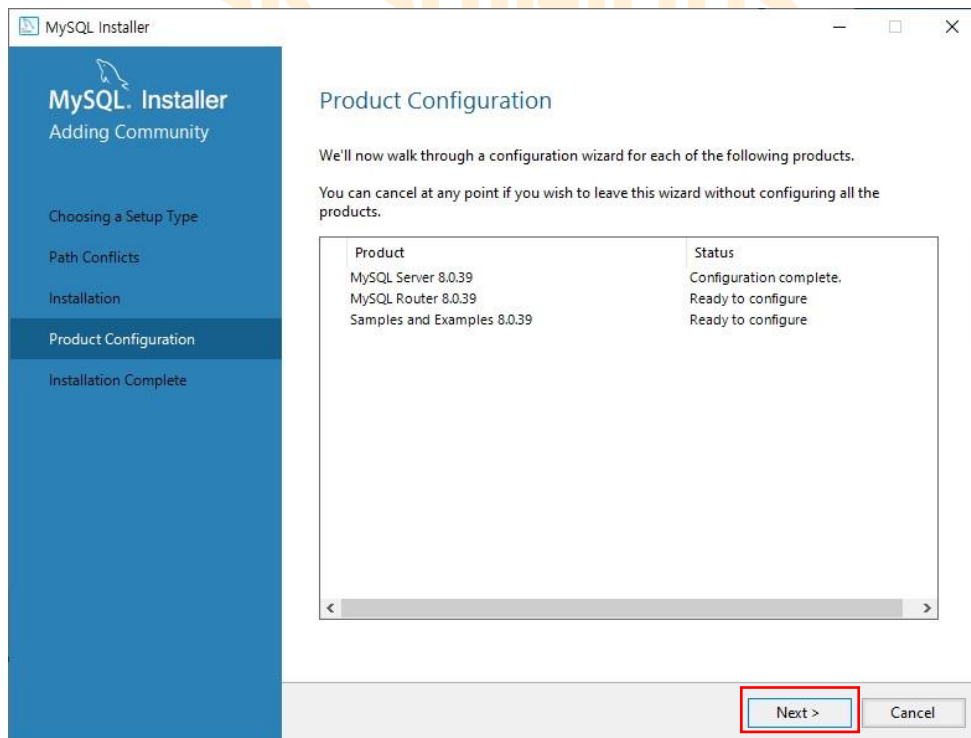 MySQL Installer
MySQL. Installer
Adding Community
Choosing a Setup Type
Path Conflicts
Installation
Product Configuration
Installation Complete
Product Configuration
We'll now walk through a configuration wizard for each of the following products.
You can cancel at any point if you wish to leave this wizard without configuring all the
products.
Product Status
MySQL Server 8.0.39 Configuration complete.
MySQL Router 8.0.39 Ready to configure
Samples and Examples 8.0.39 Ready to configure
Next >
Cancel